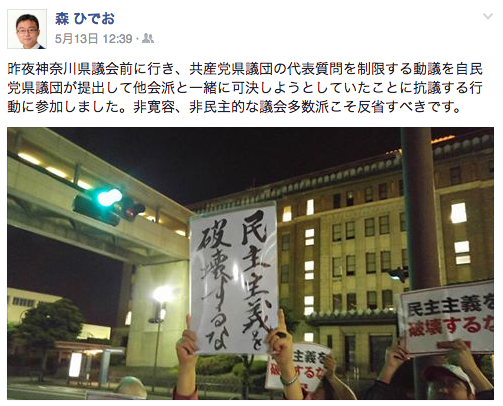 森 ひでお
5月13日 12:39
昨夜神奈川県議会前に行き、共産党県議団の代表質問を制限する動議を自民
党県議団が提出して他会派と一緒に可決しようとしていたことに抗議する行
動に参加しました。非寛容、非民主的な議会多数派こそ反省すべきです。
民主主義を
破壊するな
民主主義を
破壊するな
民主主義を